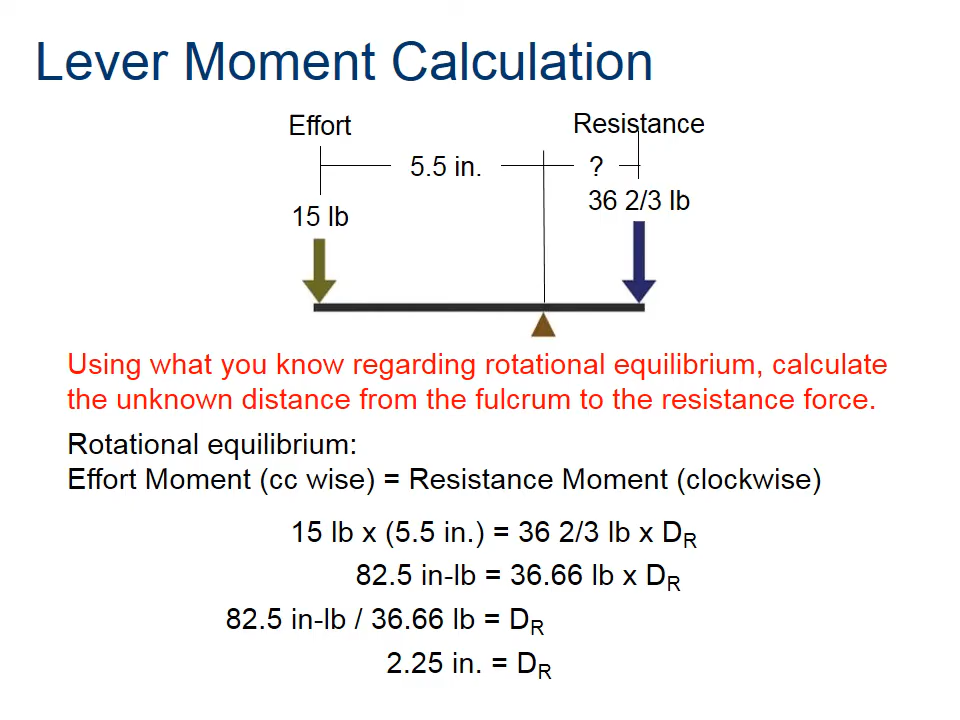 Lever Moment Calculation
Effort
Resistance
5.5 in.
?
15 lb
36 2/3 lb
Using what you know regarding rotational equilibrium, calculate
the unknown distance from the fulcrum to the resistance force.
Rotational equilibrium:
Effort Moment (cc wise) = Resistance Moment (clockwise)
15 lb x (5.5 in.) = 36 2/3 lb x DR
82.5 in-lb = 36.66 lb x DR
82.5 in-lb / 36.66 lb = DR
2.25 in. = DR